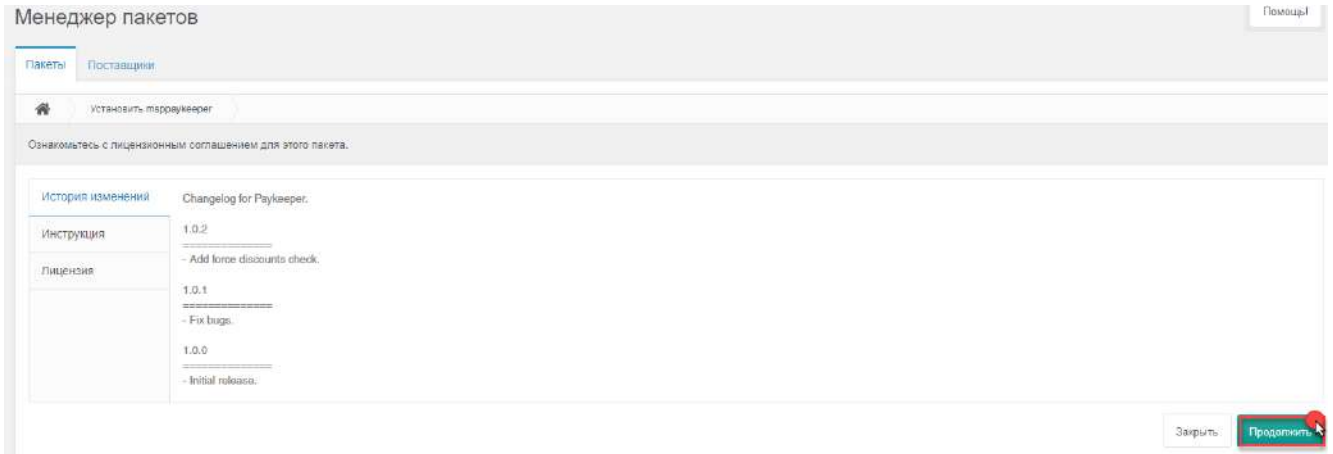 Менеджер пакетов
Помощь!
Пакеты Поставщики
Установить msppaykeeper
Ознакомьтесь с лицензионным соглашением для этого пакета.
История изменений
Инструкция
Лицензия
Changelog for Paykeeper.
1.0.2
==============
- Add force discounts check.
1.0.1
==============
- Fix bugs.
1.0.0
==============
- Initial release.
Закрыть Продолжить